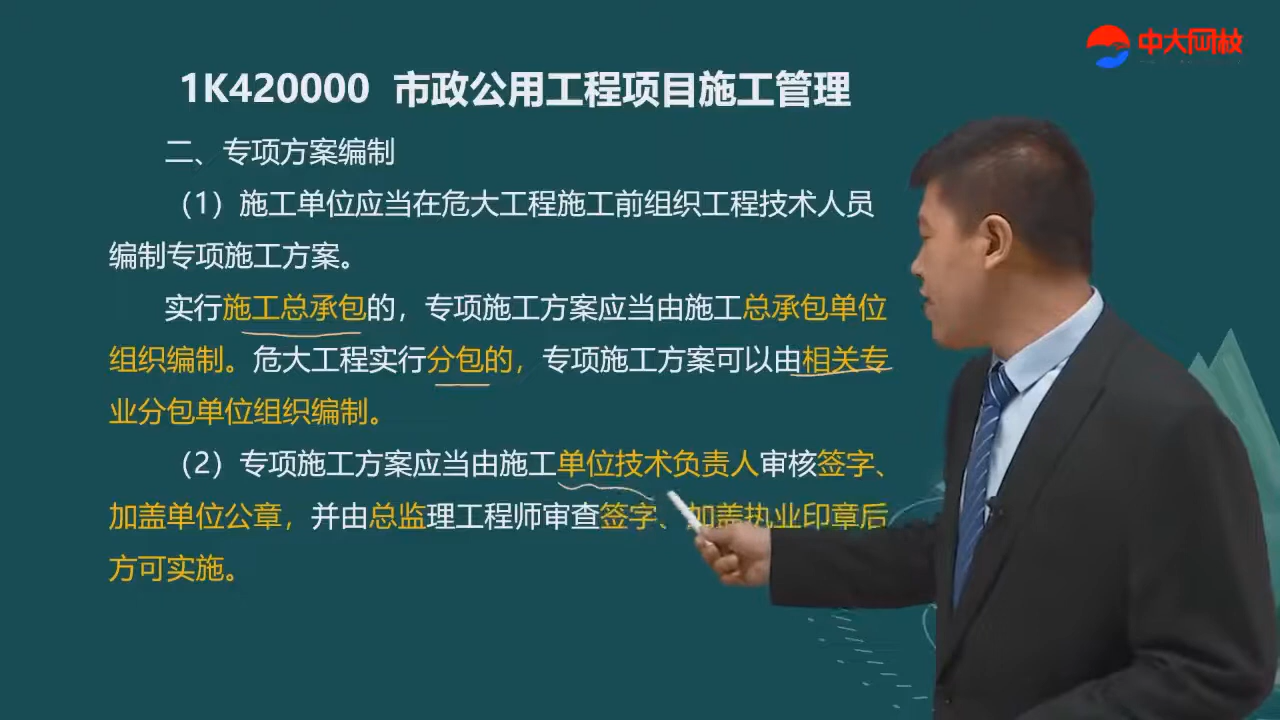 中大网校
1K420000 市政公用工程项目施工管理
二、专项方案编制
（1）施工单位应当在危大工程施工前组织工程技术人员
编制专项施工方案。
实行施工总承包的，专项施工方案应当由施工总承包单位
组织编制。危大工程实行分包的，专项施工方案可以由相关专
业分包单位组织编制。
（2）专项施工方案应当由施工单位技术负责人审核签字、
加盖单位公章，并由总监理工程师审查签字、加盖执业印章后
方可实施。